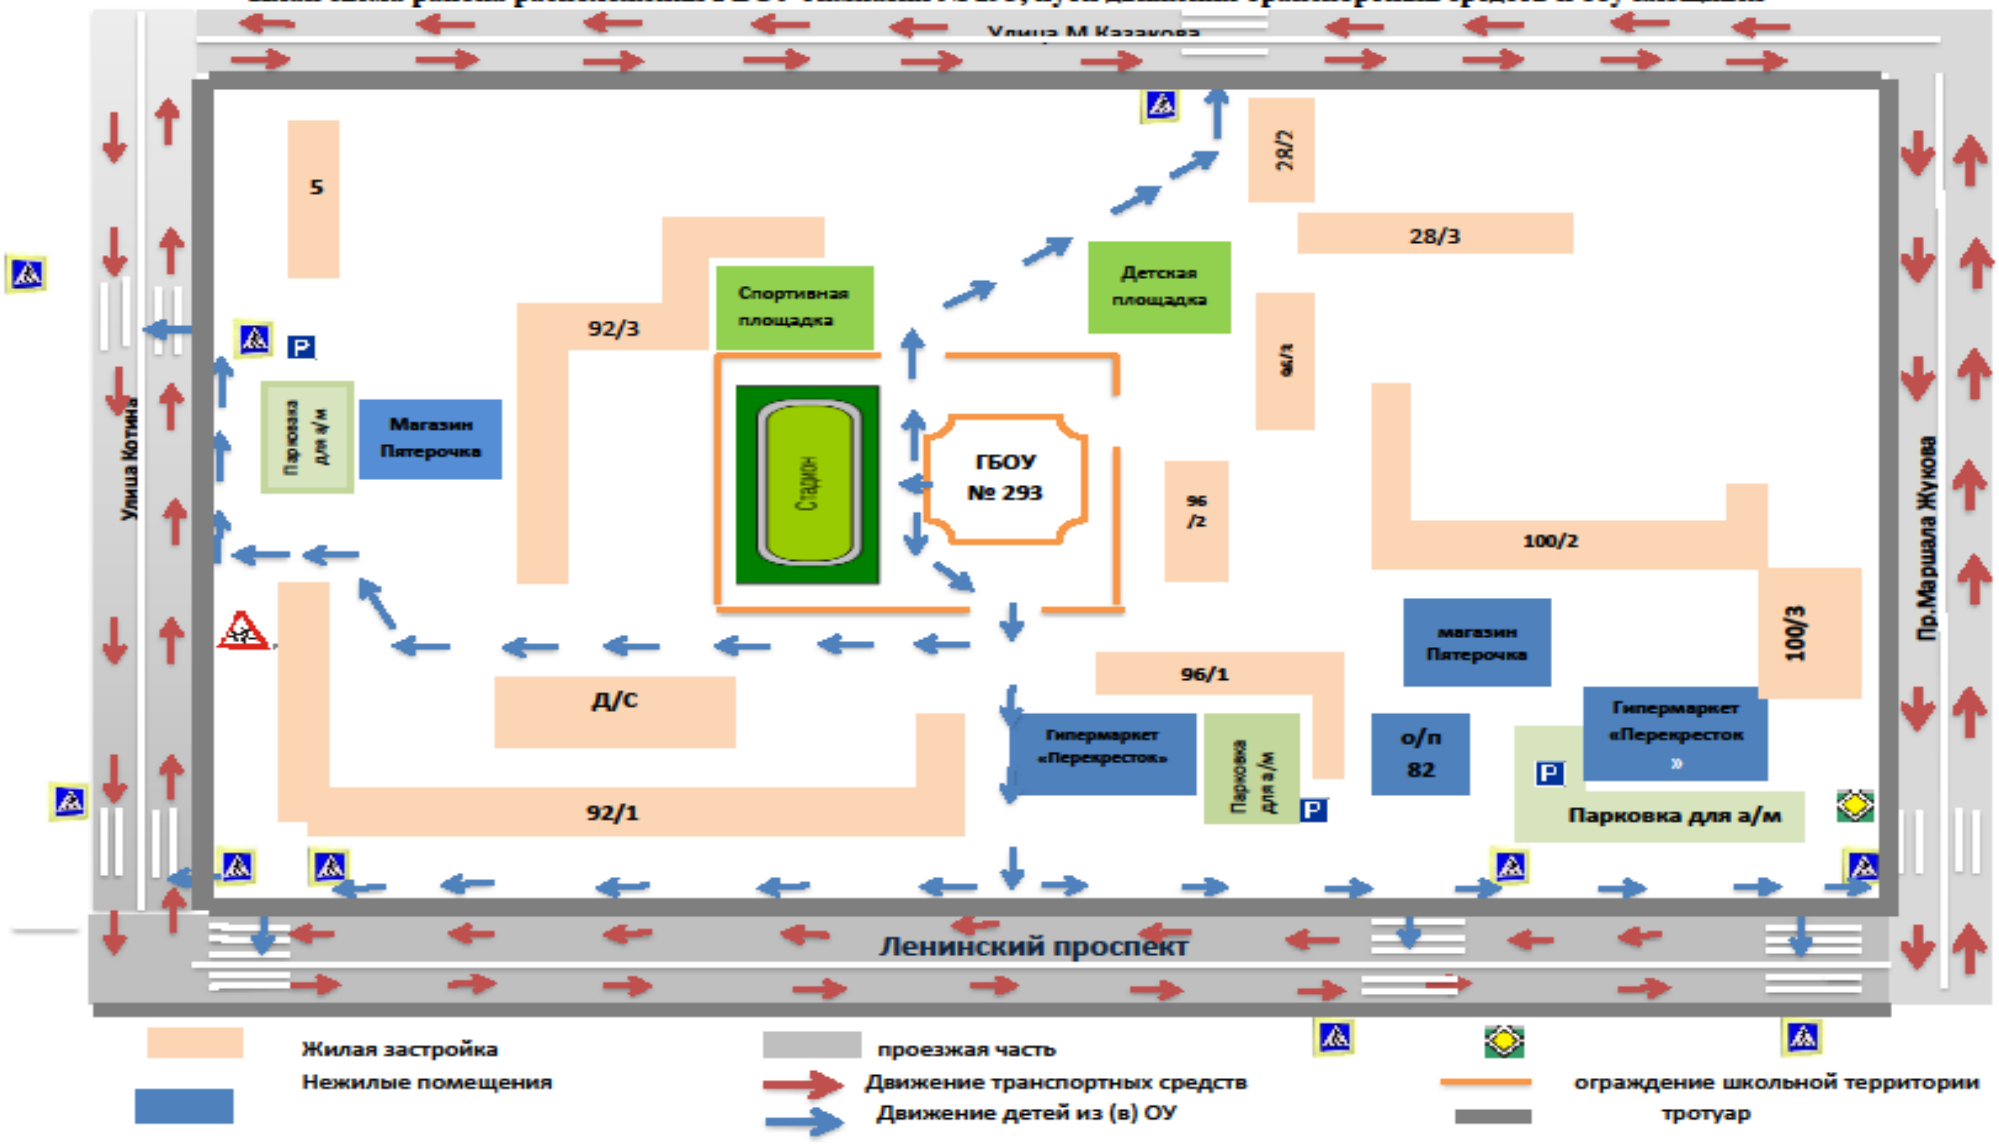 Улица М.Казакова
5
28/2
28/3
Спортивная
площадка
Детская
площадка
92/3
Парковка
для а/м
Магазин
Пятерочка
Улица Котина
Стадион
ГБОУ
№ 293
96
/2
100/2
Пр.Маршала Жукова
магазин
Пятерочка
100/3
96/1
Д/С
Гипермаркет
«Перекресток»
Парковка
для а/м
P
P
P
о/п
82
Гипермаркет
«Перекресток
»
Парковка для а/м
92/1
Ленинский проспект
Жилая застройка
Нежилые помещения
проезжая часть
Движение транспортных средств
Движение детей из (в) ОУ
ограждение школьной территории
тротуар